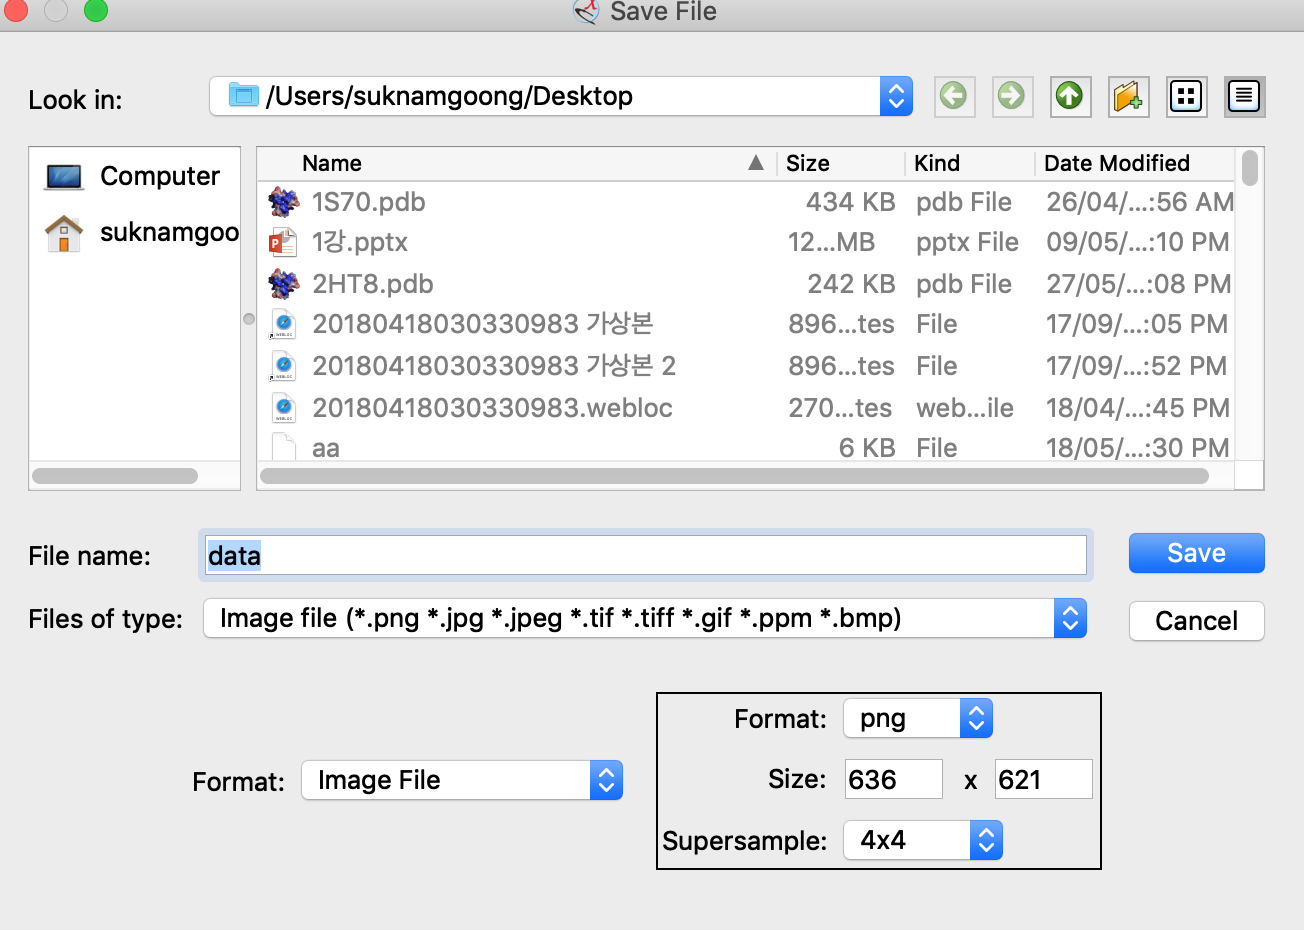 Save File
Look in: /Users/suknamgoong/Desktop
Computer
suknamgoo
Name Size Kind Date Modified
1S70.pdb 434 KB pdb File 26/04/...:56 AM
1강.pptx 12...MB pptx File 09/05/...:10 PM
2HT8.pdb 242 KB pdb File 27/05/...:08 PM
20180418030330983 가상본 896...tes File 17/09/...:05 PM
20180418030330983 가상본 2 896...tes File 17/09/...:52 PM
20180418030330983.webloc 270...tes web...ile 18/04/...:45 PM
aa 6 KB File 18/05/...:30 PM
File name: data Save
Files of type: Image file (*.png *.jpg *.jpeg *.tif *.tiff *.gif *.ppm *.bmp) Cancel
Format: Image File
Format: png
Size: 636 x 621
Supersample: 4x4